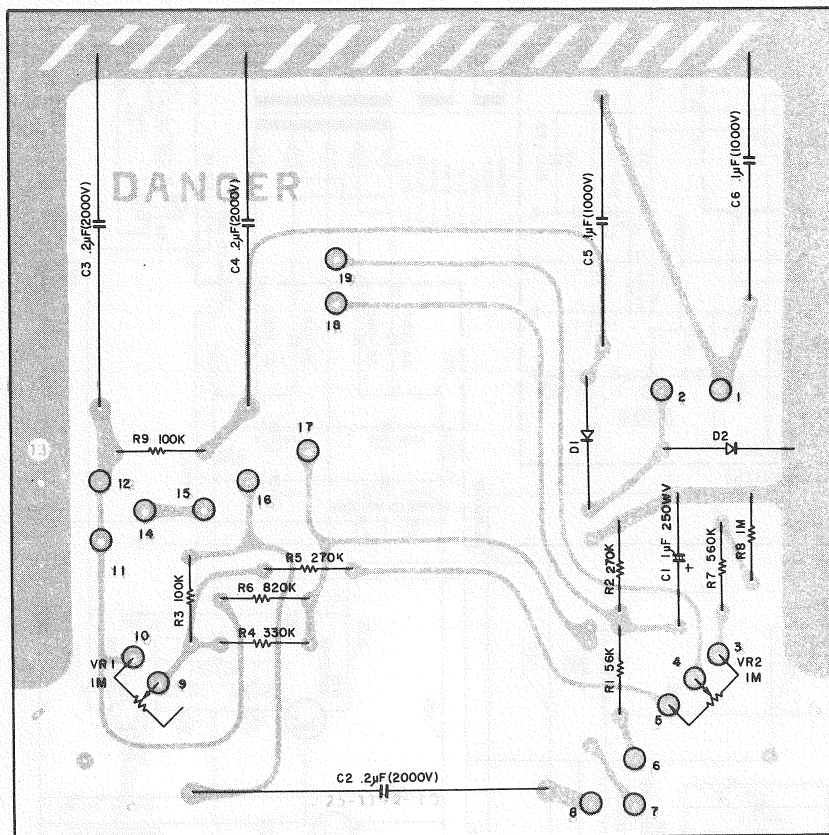 DANGER
C3 .2µF(2000V)
C4 .2µF(2000V)
C5 .1µF(1000V)
C6 .1µF(1000V)
19
18
17
2
1
D1
D2
R9 100K
13
12
15
16
14
11
R5 270K
R6 820K
R3 100K
R4 330K
R2 270K
C1 1µF 250WV
+
R7 560K
R8 1M
10
VR1
1M
9
R1 56K
4
3
VR2
1M
5
6
C2 .2µF(2000V)
8
7